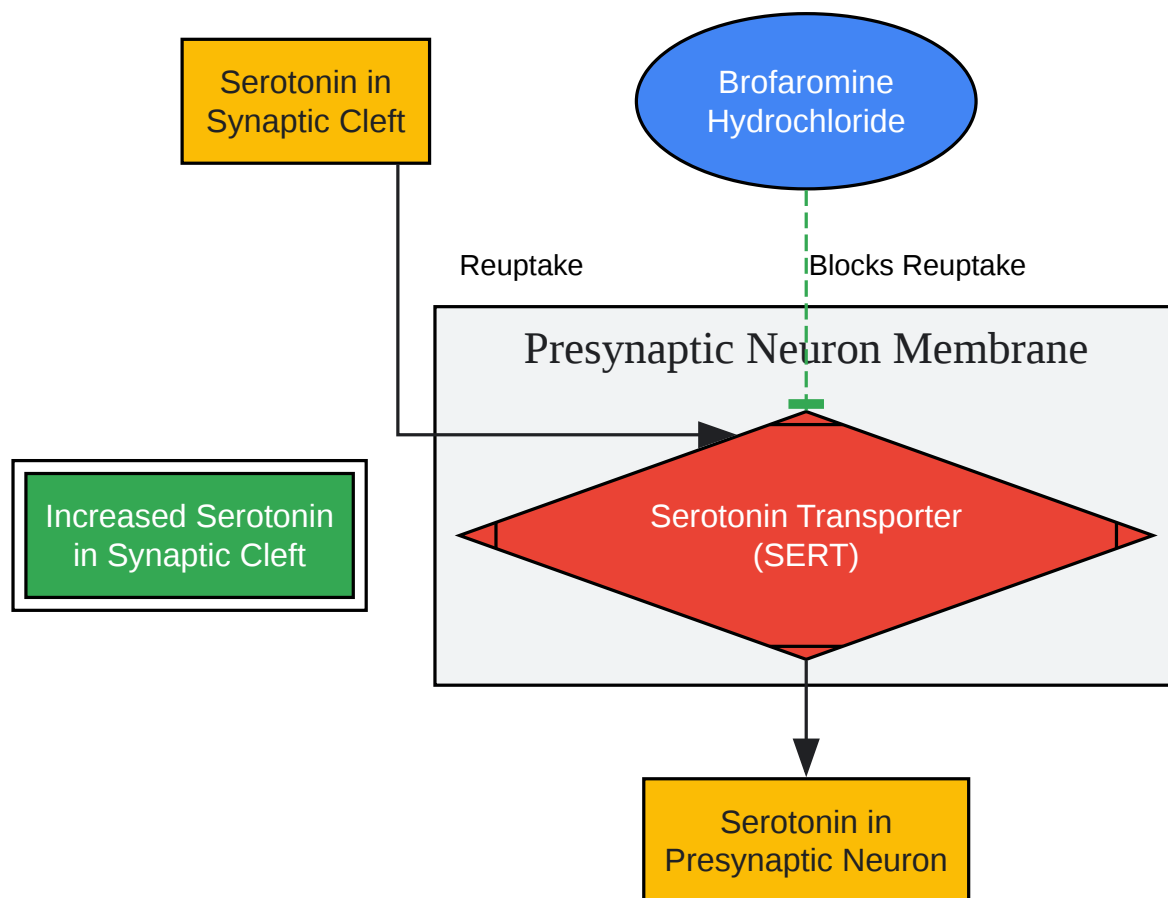 Serotonin in
Synaptic Cleft
Brofaromine
Hydrochloride
Reuptake
Blocks Reuptake
Presynaptic Neuron Membrane
Increased Serotonin
in Synaptic Cleft
Serotonin Transporter
(SERT)
Serotonin in
Presynaptic Neuron